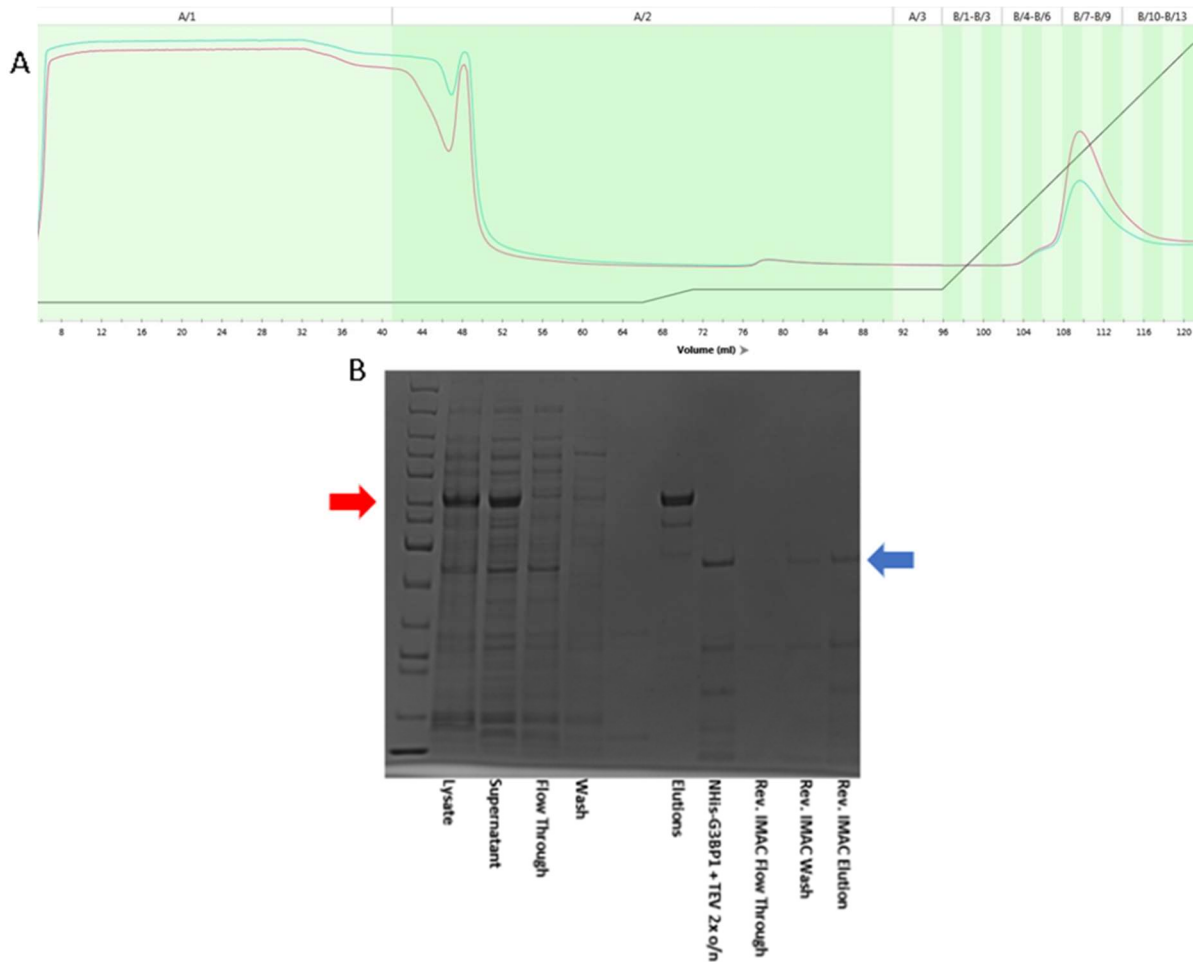 A/1 A/2 A/3 B/1-B/3 B/4-B/6 B/7-B/9 B/10-B/13
A
8 12 16 20 24 28 32 36 40 44 48 52 56 60 64 68 72 76 80 84 88 92 96 100 104 108 112 116 120
Volume (ml)
B
Lysate
Supernatant
Flow Through
Wash
Elutions
NHis-G3BP1 + TEV 2x o/n
Rev. IMAC Flow Through
Rev. IMAC Wash
Rev. IMAC Elution